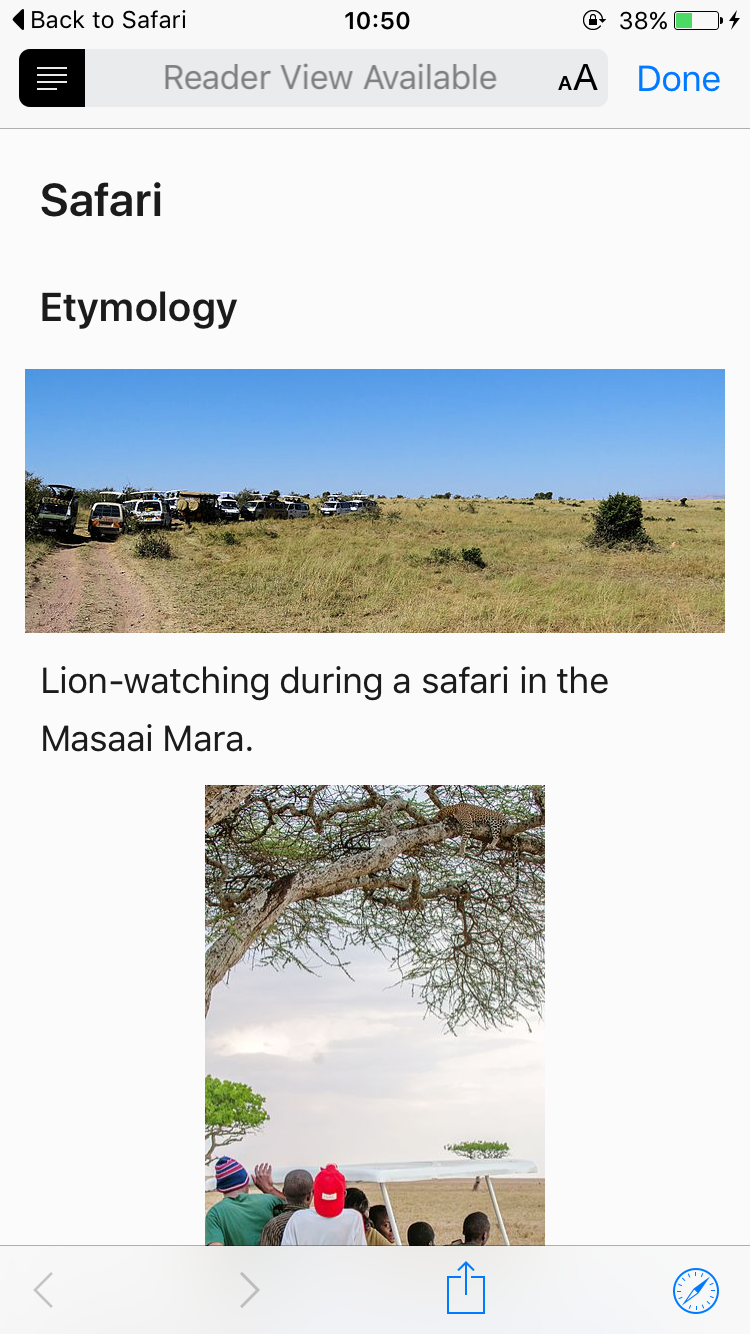 Back to Safari
10:50
38%
Reader View Available
AA
Done
Safari
Etymology
Lion-watching during a safari in the
Masaai Mara.